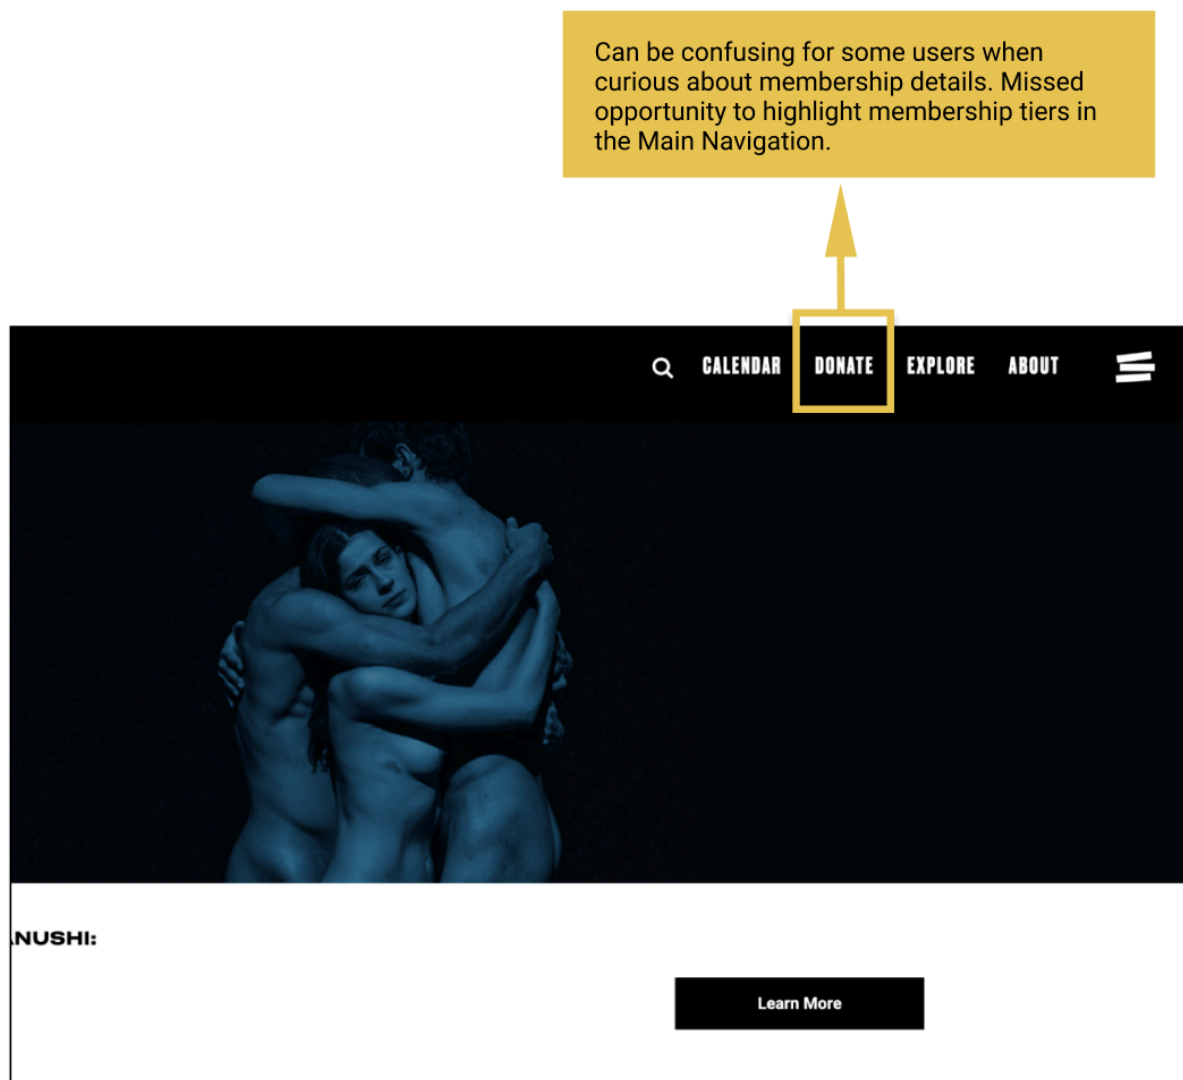 Can be confusing for some users when
curious about membership details. Missed
opportunity to highlight membership tiers in
the Main Navigation.
CALENDAR DONATE EXPLORE ABOUT
NUSHI:
Learn More